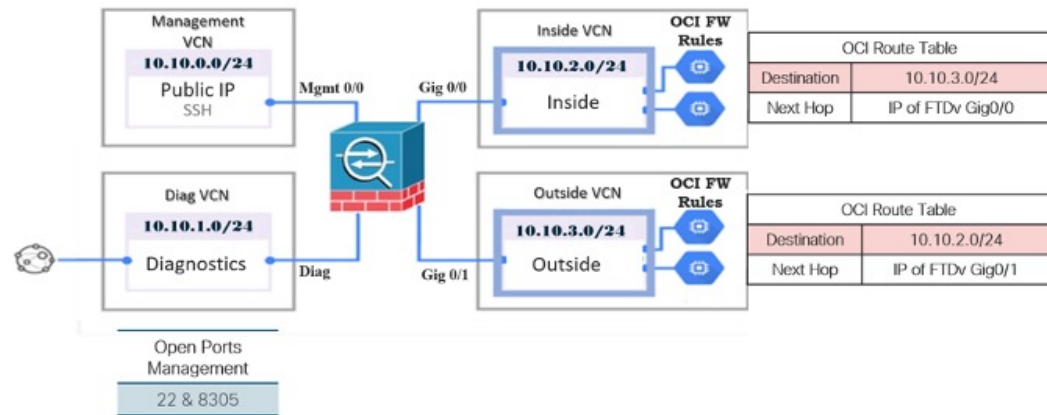 Management
VCN
10.10.0.0/24
Public IP
SSH
Mgmt 0/0
Diag VCN
10.10.1.0/24
Diagnostics
Diag
Gig 0/0
Gig 0/1
Inside VCN
10.10.2.0/24
Inside
OCI FW
Rules
Outside VCN
10.10.3.0/24
Outside
OCI FW
Rules
OCI Route Table
Destination 10.10.3.0/24
Next Hop IP of FTDv Gig0/0
OCI Route Table
Destination 10.10.2.0/24
Next Hop IP of FTDv Gig0/1
Open Ports
Management
22 & 8305